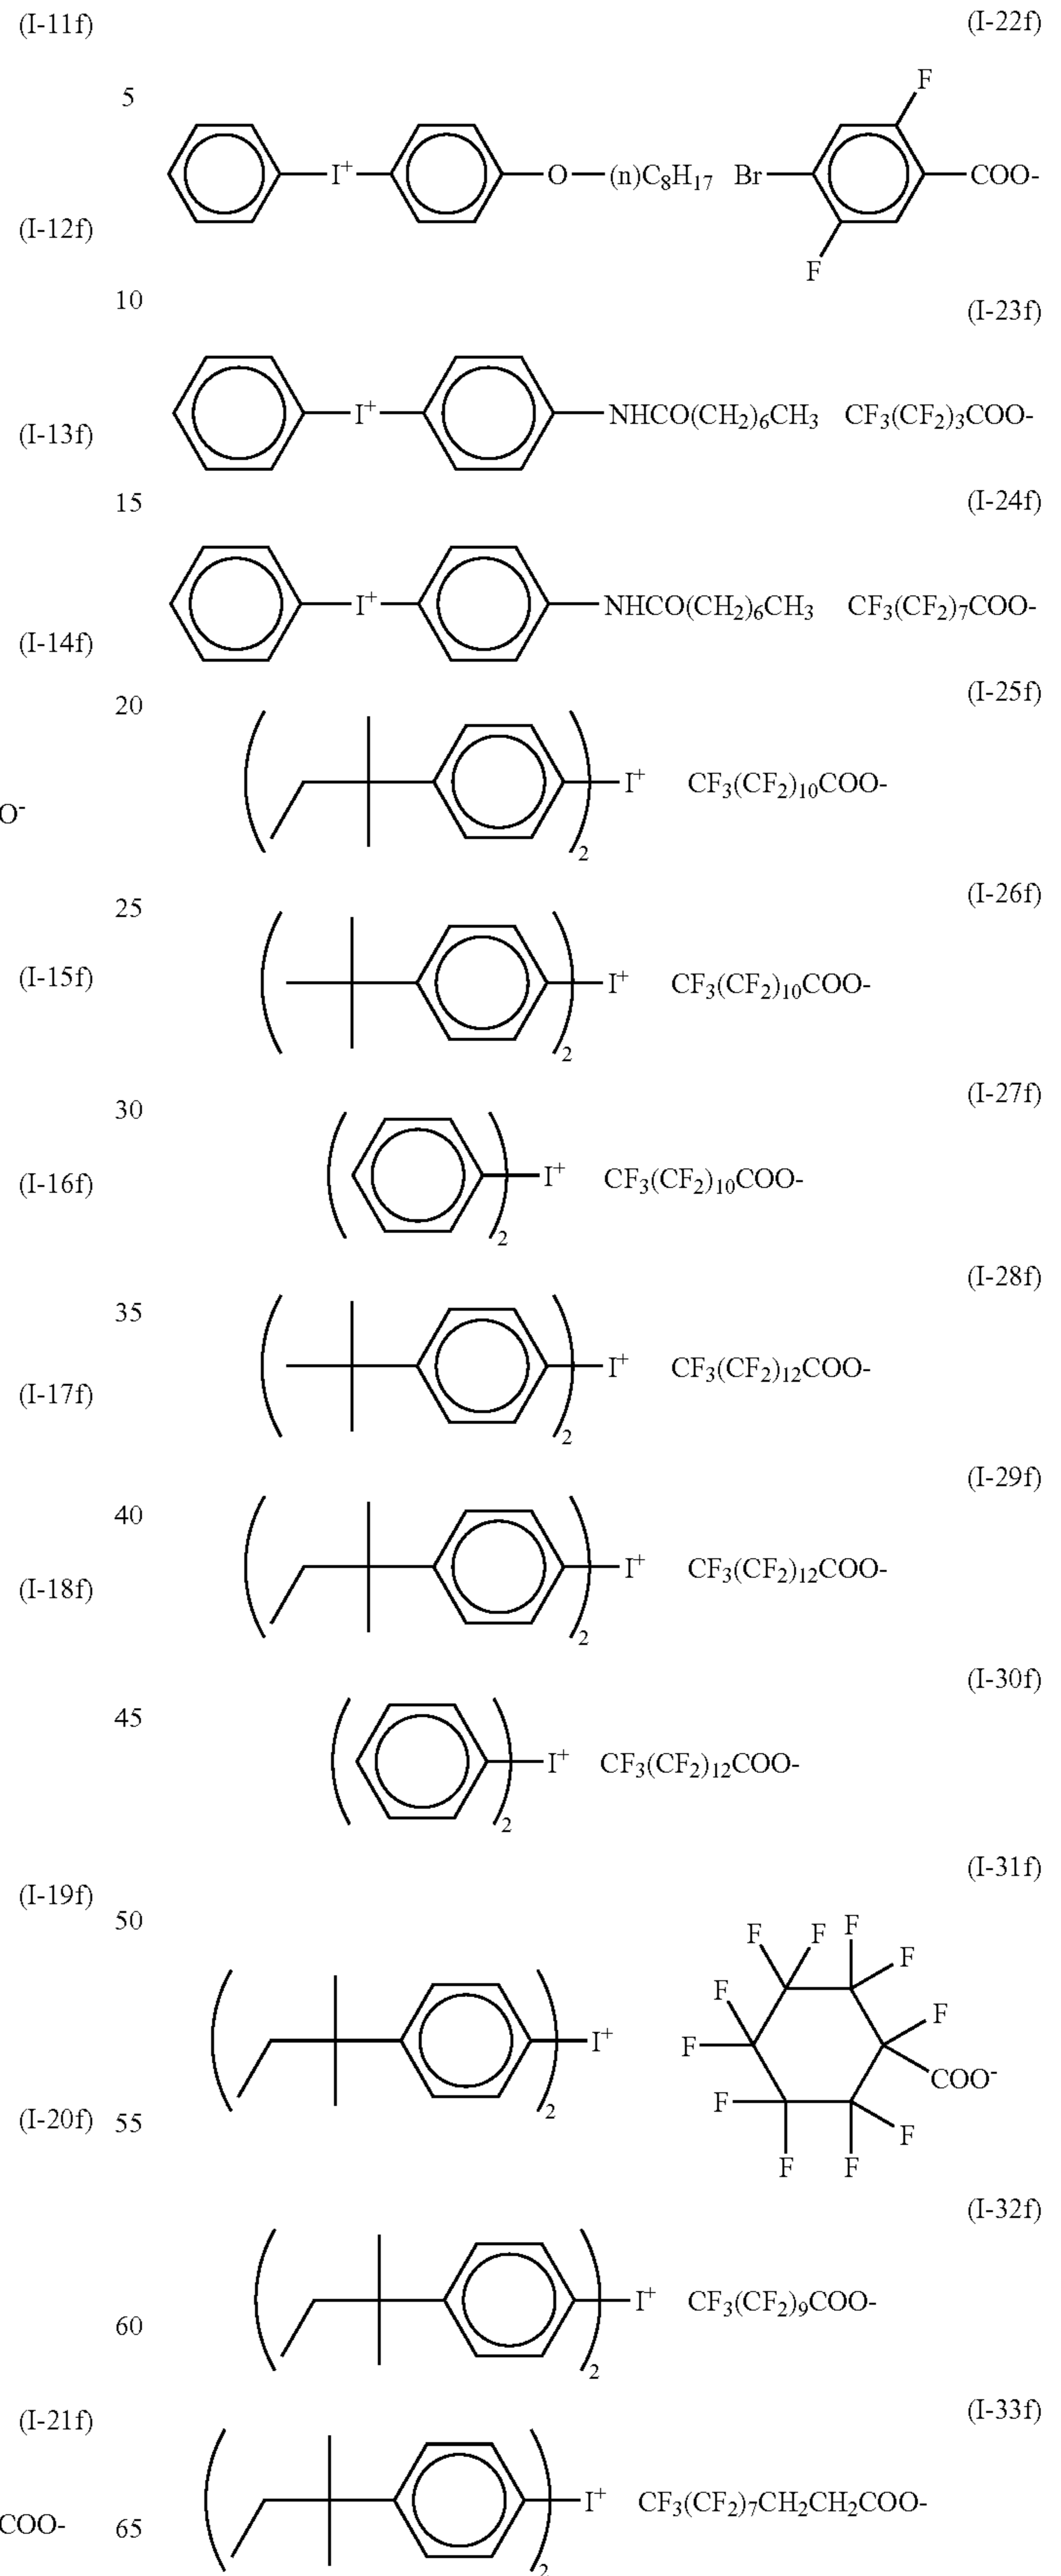 (I-11f) (I-22f)
F
5
I+ O (n)C8H17 Br COO-
(I-12f)
F
10
(I-23f)
I+ NHCO(CH2)6CH3 CF3(CF2)3COO-
(I-13f)
15 (I-24f)
I+ NHCO(CH2)6CH3 CF3(CF2)7COO-
(I-14f)
(I-25f)
20
I+ CF3(CF2)10COO-
O-
2
(I-26f)
25
(I-15f) I+ CF3(CF2)10COO-
2
(I-27f)
30
(I-16f) I+ CF3(CF2)10COO-
2
(I-28f)
35
I+ CF3(CF2)12COO-
(I-17f)
2
(I-29f)
40
I+ CF3(CF2)12COO-
(I-18f)
2
(I-30f)
45
I+ CF3(CF2)12COO-
2
(I-31f)
(I-19f)
50
F F F F
F F
I+ F
COO-
2 F
(I-20f) 55
F
F F
(I-32f)
I+ CF3(CF2)9COO-
60
2
(I-33f)
(I-21f)
I+ CF3(CF2)7CH2CH2COO-
COO- 65
2